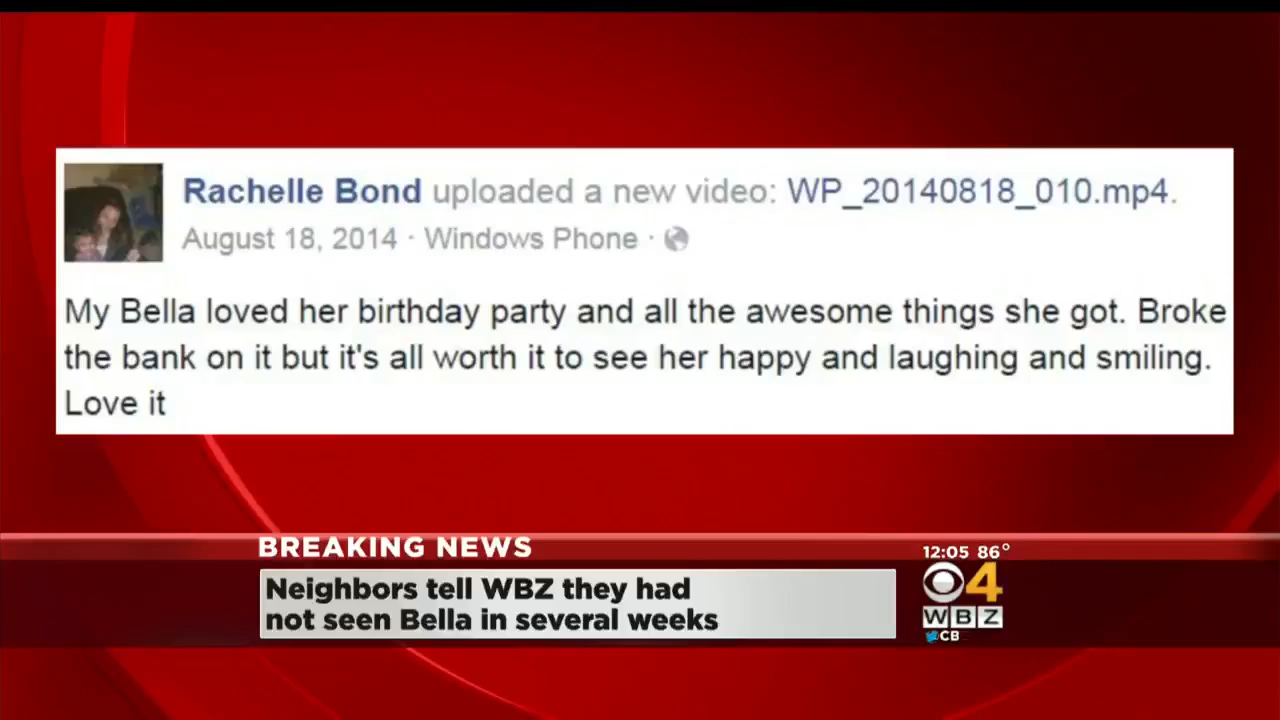 Rachelle Bond uploaded a new video: WP_20140818_010.mp4.
August 18, 2014 · Windows Phone ·
My Bella loved her birthday party and all the awesome things she got. Broke
the bank on it but it's all worth it to see her happy and laughing and smiling.
Love it
BREAKING NEWS
Neighbors tell WBZ they had
not seen Bella in several weeks
12:05 86°
4
WBZ
CB